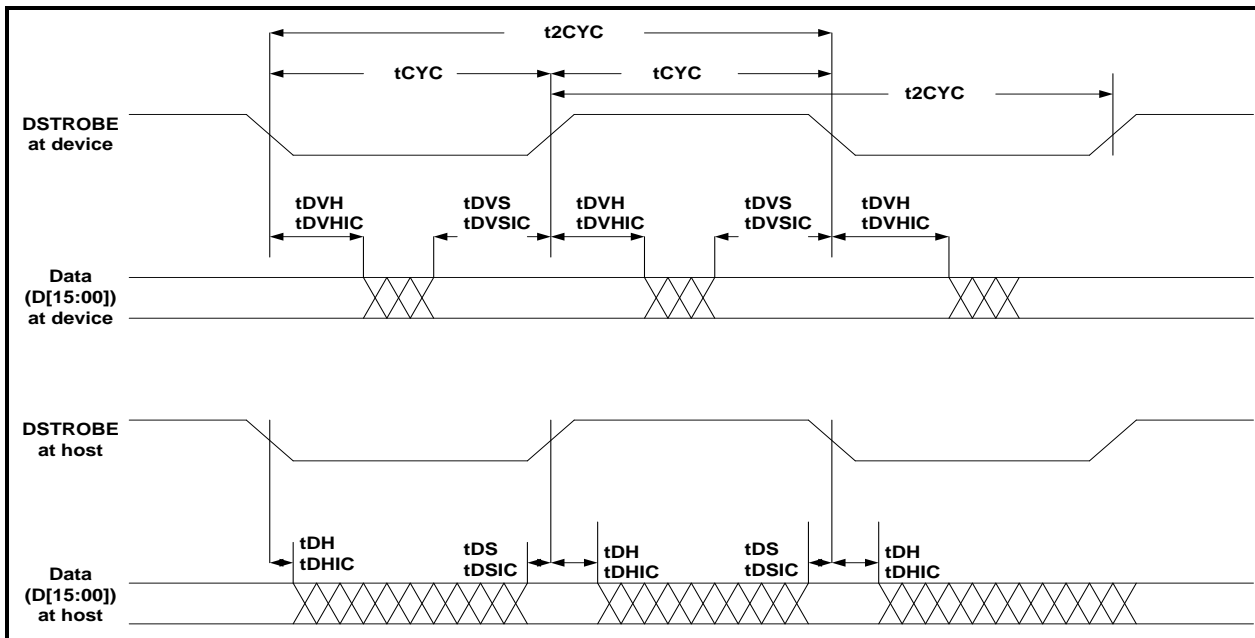 t2CYC
tCYC
tCYC
t2CYC
DSTROBE
at device
tDVH
tDVHIC
tDVS
tDVSIC
tDVH
tDVHIC
tDVS
tDVSIC
tDVH
tDVHIC
Data
(D[15:00])
at device
DSTROBE
at host
tDH
tDHIC
tDS
tDSIC
tDH
tDHIC
tDS
tDSIC
tDH
tDHIC
Data
(D[15:00])
at host